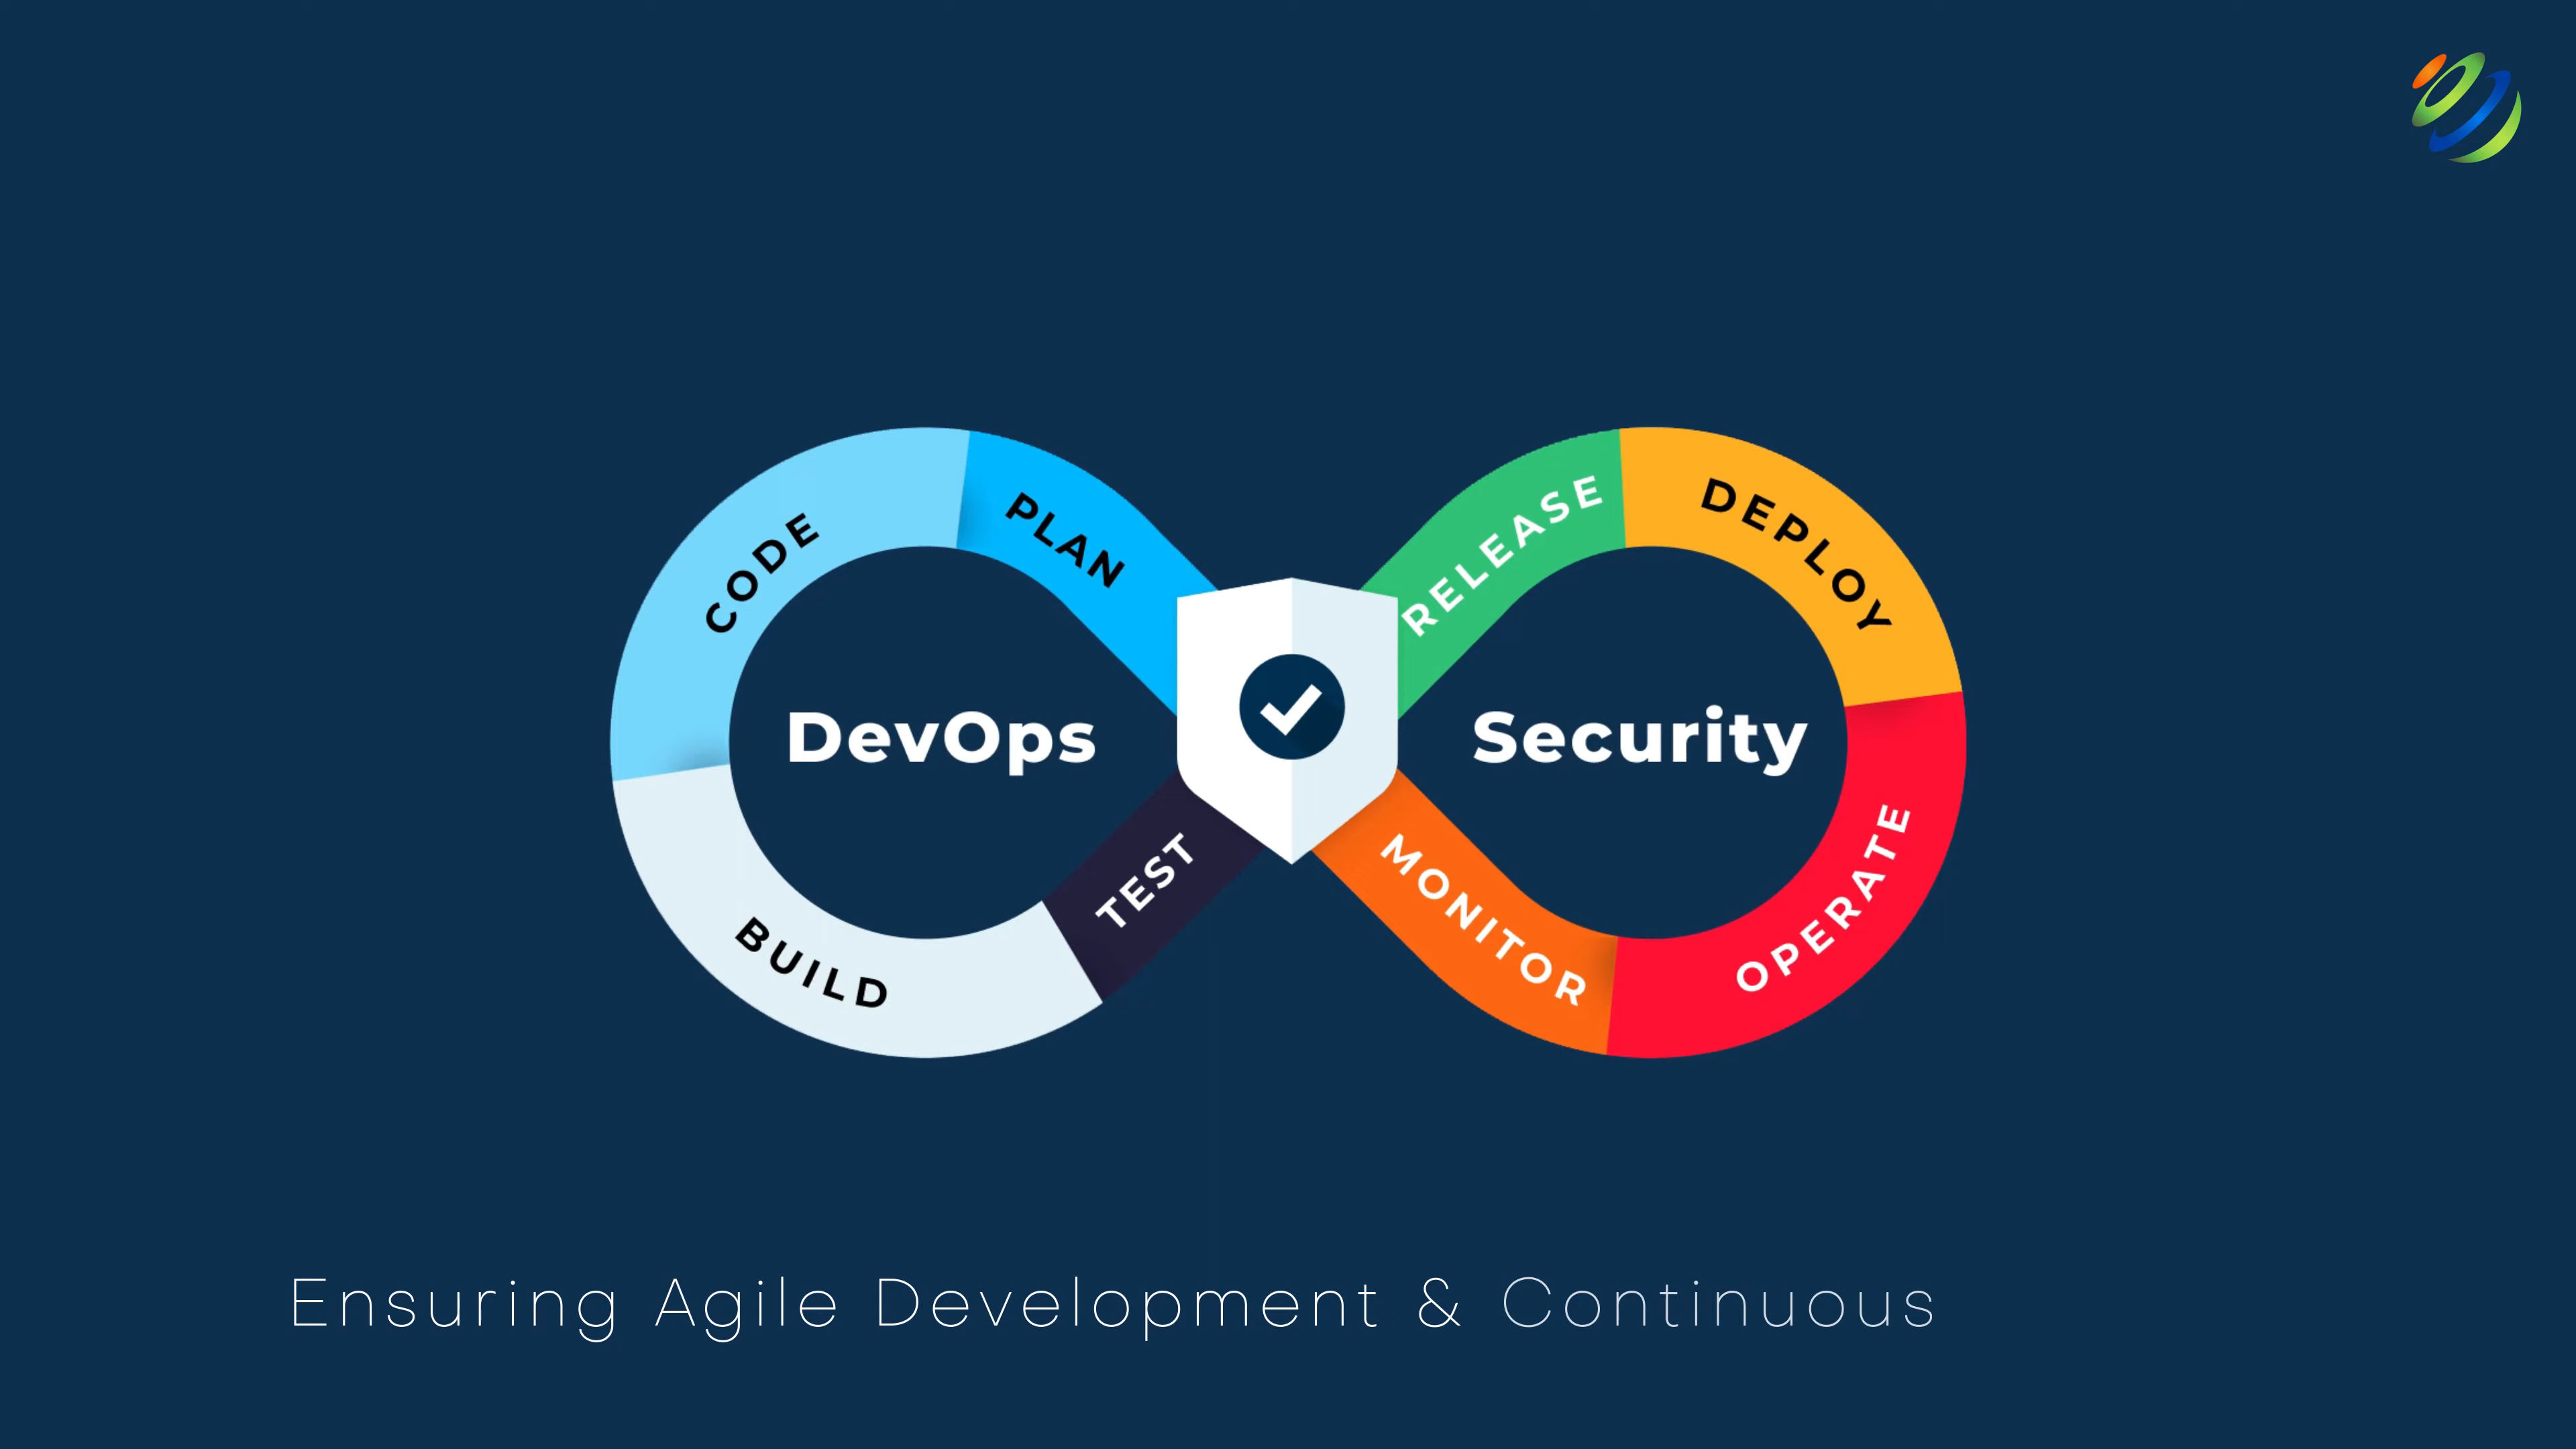 PLAN
CODE
BUILD
TEST
RELEASE
DEPLOY
OPERATE
MONITOR
DevOps
Security
Ensuring Agile Development & Continuous